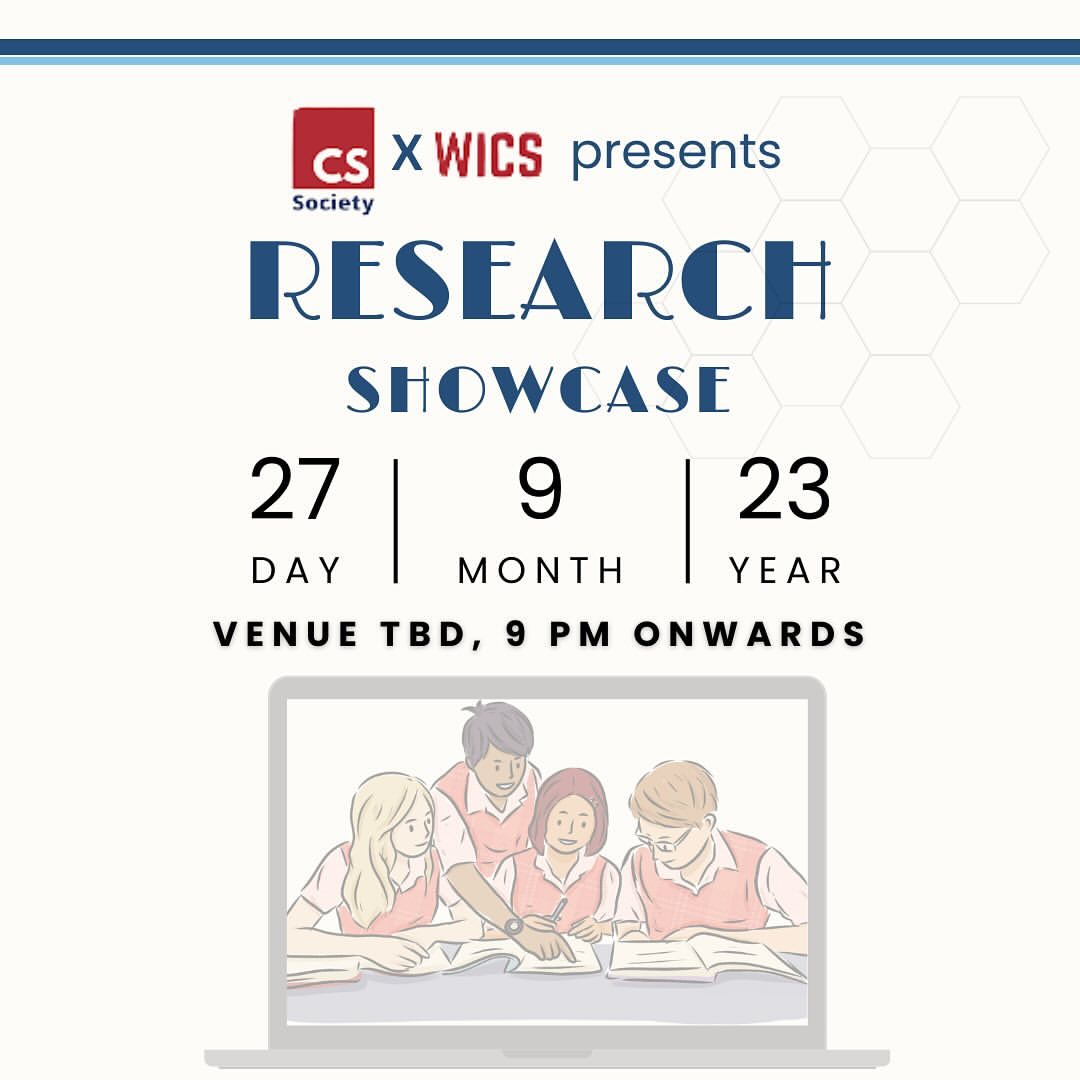 CS X WICS presents
Society
RESEARCH
SHOWCASE
27 9 23
DAY MONTH YEAR
VENUE TBD, 9 PM ONWARDS